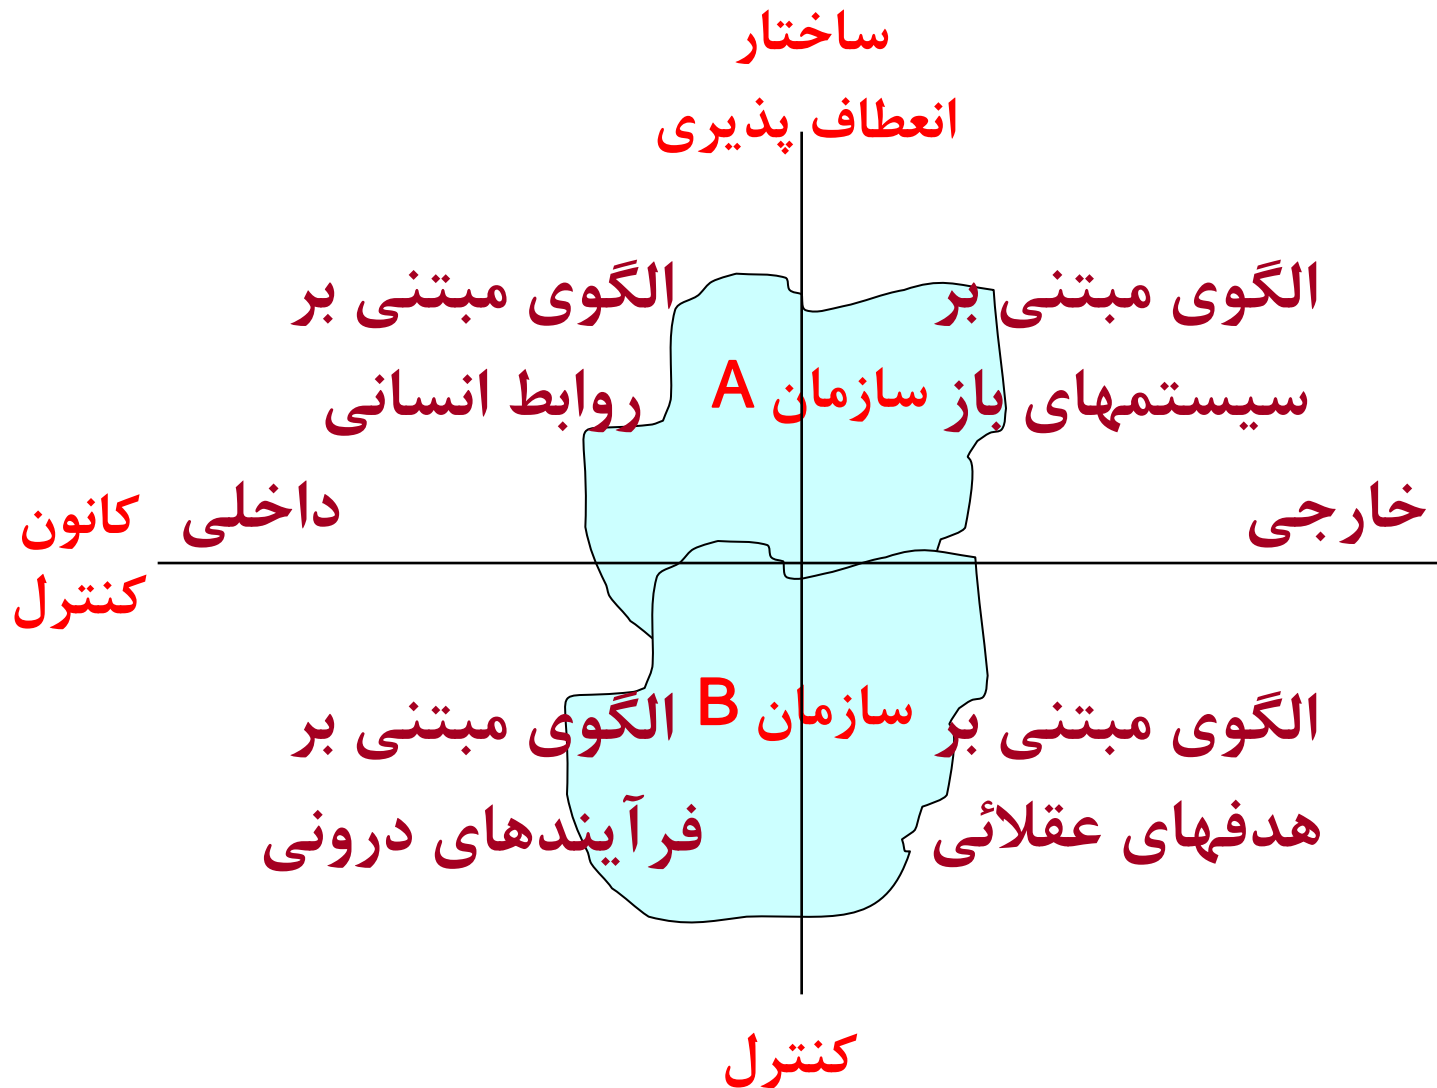 ساختار
انعطاف پذیری
الگوی مبتنی بر
سیستمهای باز
الگوی مبتنی بر
روابط انسانی
سازمان A
خارجی
داخلی
کانون
کنترل
الگوی مبتنی بر
هدفهای عقلائی
سازمان B
الگوی مبتنی بر
فرآیندهای درونی
کنترل